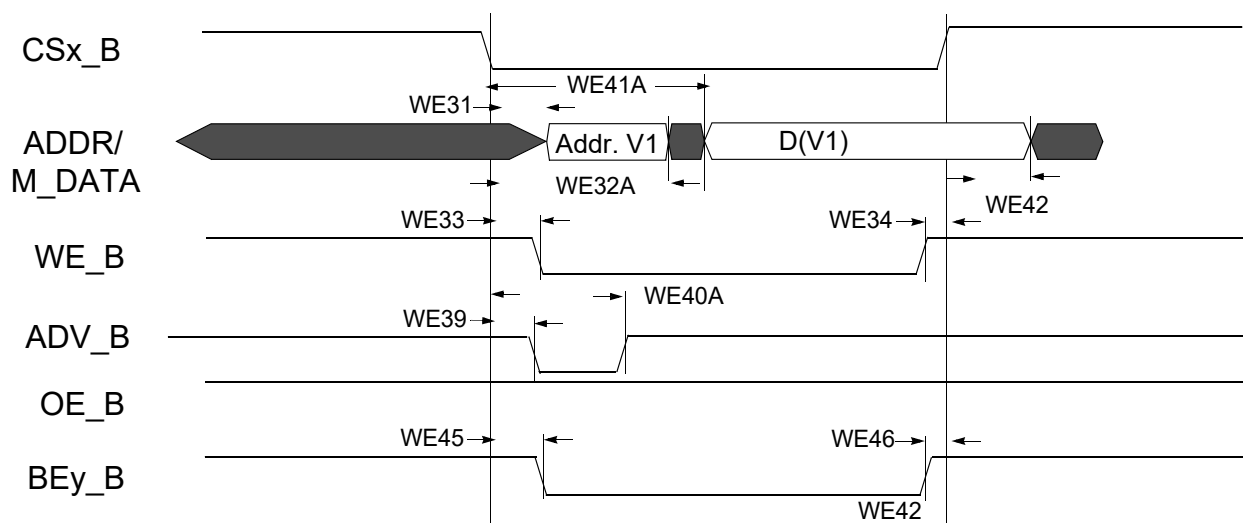 CSx_B
WE41A
WE31
ADDR/
M_DATA
Addr. V1
D(V1)
WE32A
WE42
WE33
WE34
WE_B
WE40A
WE39
ADV_B
OE_B
WE45
WE46
BEy_B
WE42